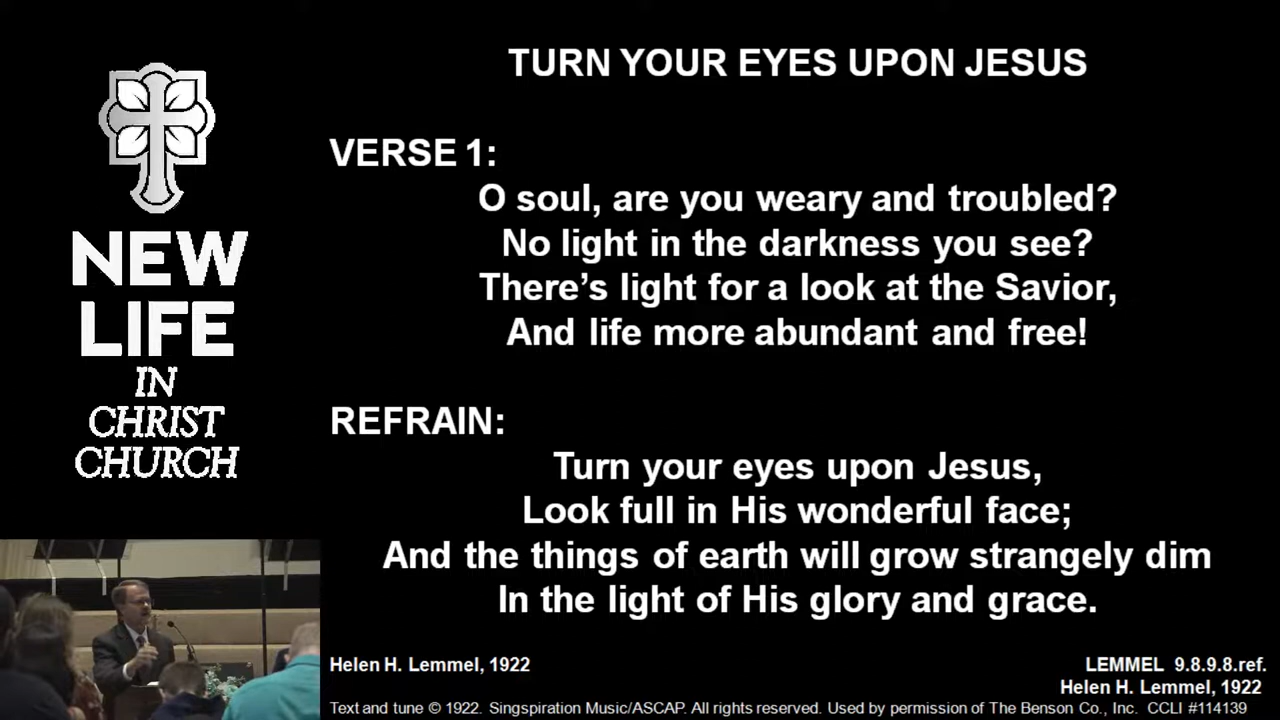 TURN YOUR EYES UPON JESUS
VERSE 1:
O soul, are you weary and troubled?
No light in the darkness you see?
There’s light for a look at the Savior,
And life more abundant and free!
REFRAIN:
Turn your eyes upon Jesus,
Look full in His wonderful face;
And the things of earth will grow strangely dim
In the light of His glory and grace.
Helen H. Lemmel, 1922
LEMMEL 9.8.9.8.ref.
Helen H. Lemmel, 1922
Text and tune © 1922. Singspiration Music/ASCAP. All rights reserved. Used by permission of The Benson Co., Inc. CCLI #114139
NEW
LIFE
IN
CHRIST
CHURCH